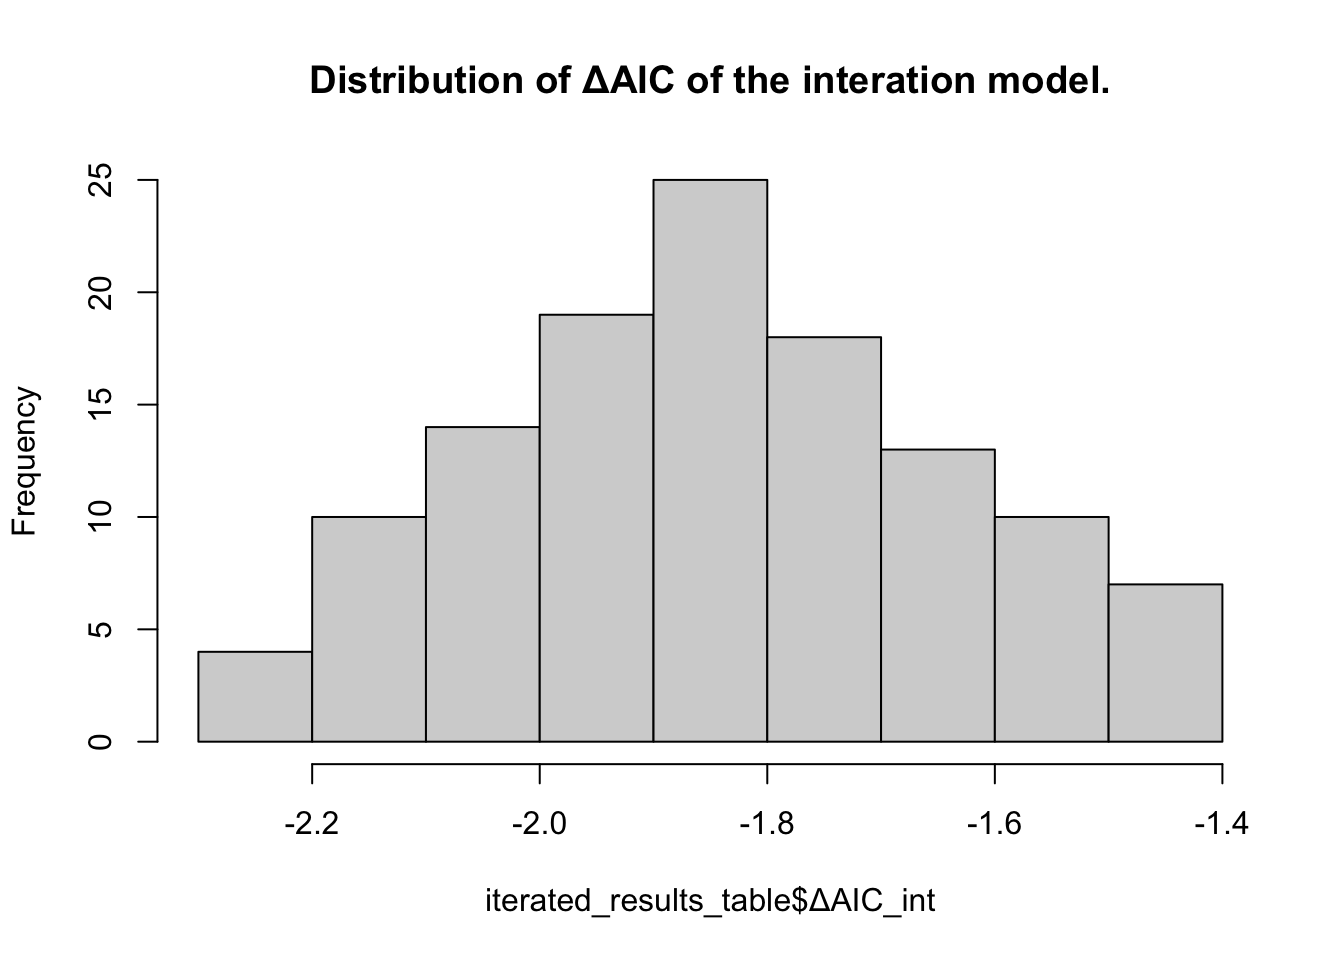 Distribution of ΔAIC of the interation model.
25
20
15
10
5
0
Frequency
-2.2 -2.0 -1.8 -1.6 -1.4
iterated_results_table$ΔAIC_int